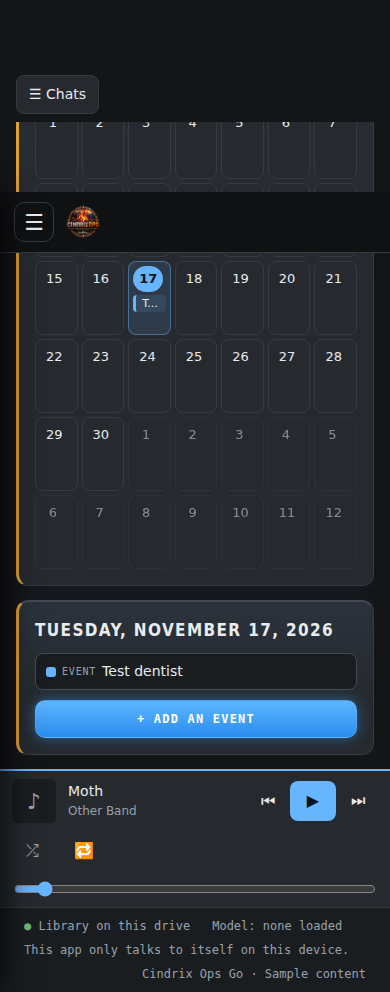 ☰ Chats
1 2 3 4 5 6 7
☰ CINDRIX OPS
15 16 17 18 19 20 21
T...
22 23 24 25 26 27 28
29 30 1 2 3 4 5
6 7 8 9 10 11 12
TUESDAY, NOVEMBER 17, 2026
EVENT Test dentist
+ ADD AN EVENT
Moth
Other Band
Library on this drive Model: none loaded
This app only talks to itself on this device.
Cindrix Ops Go · Sample content